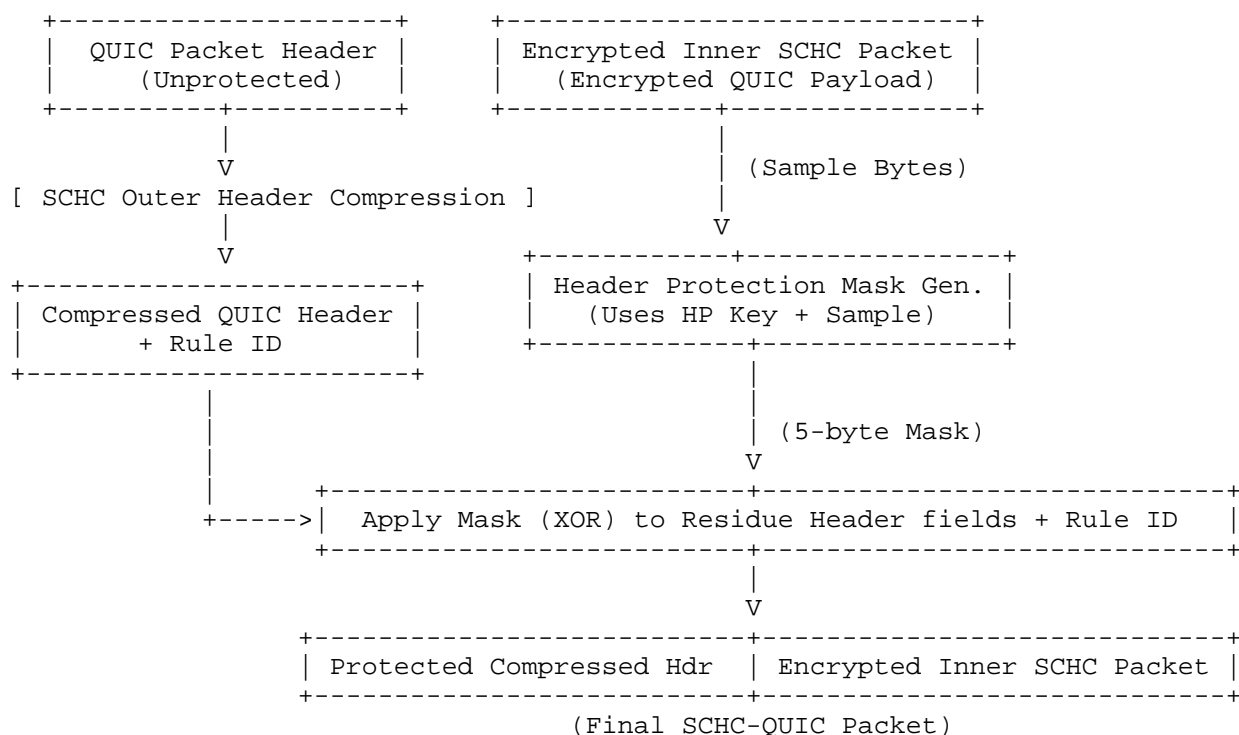 QUIC Packet Header
(Unprotected)
Encrypted Inner SCHC Packet
(Encrypted QUIC Payload)
V
(Sample Bytes)
[ SCHC Outer Header Compression ]
V
V
Compressed QUIC Header
+ Rule ID
Header Protection Mask Gen.
(Uses HP Key + Sample)
(5-byte Mask)
V
Apply Mask (XOR) to Residue Header fields + Rule ID
V
Protected Compressed Hdr
Encrypted Inner SCHC Packet
(Final SCHC-QUIC Packet)